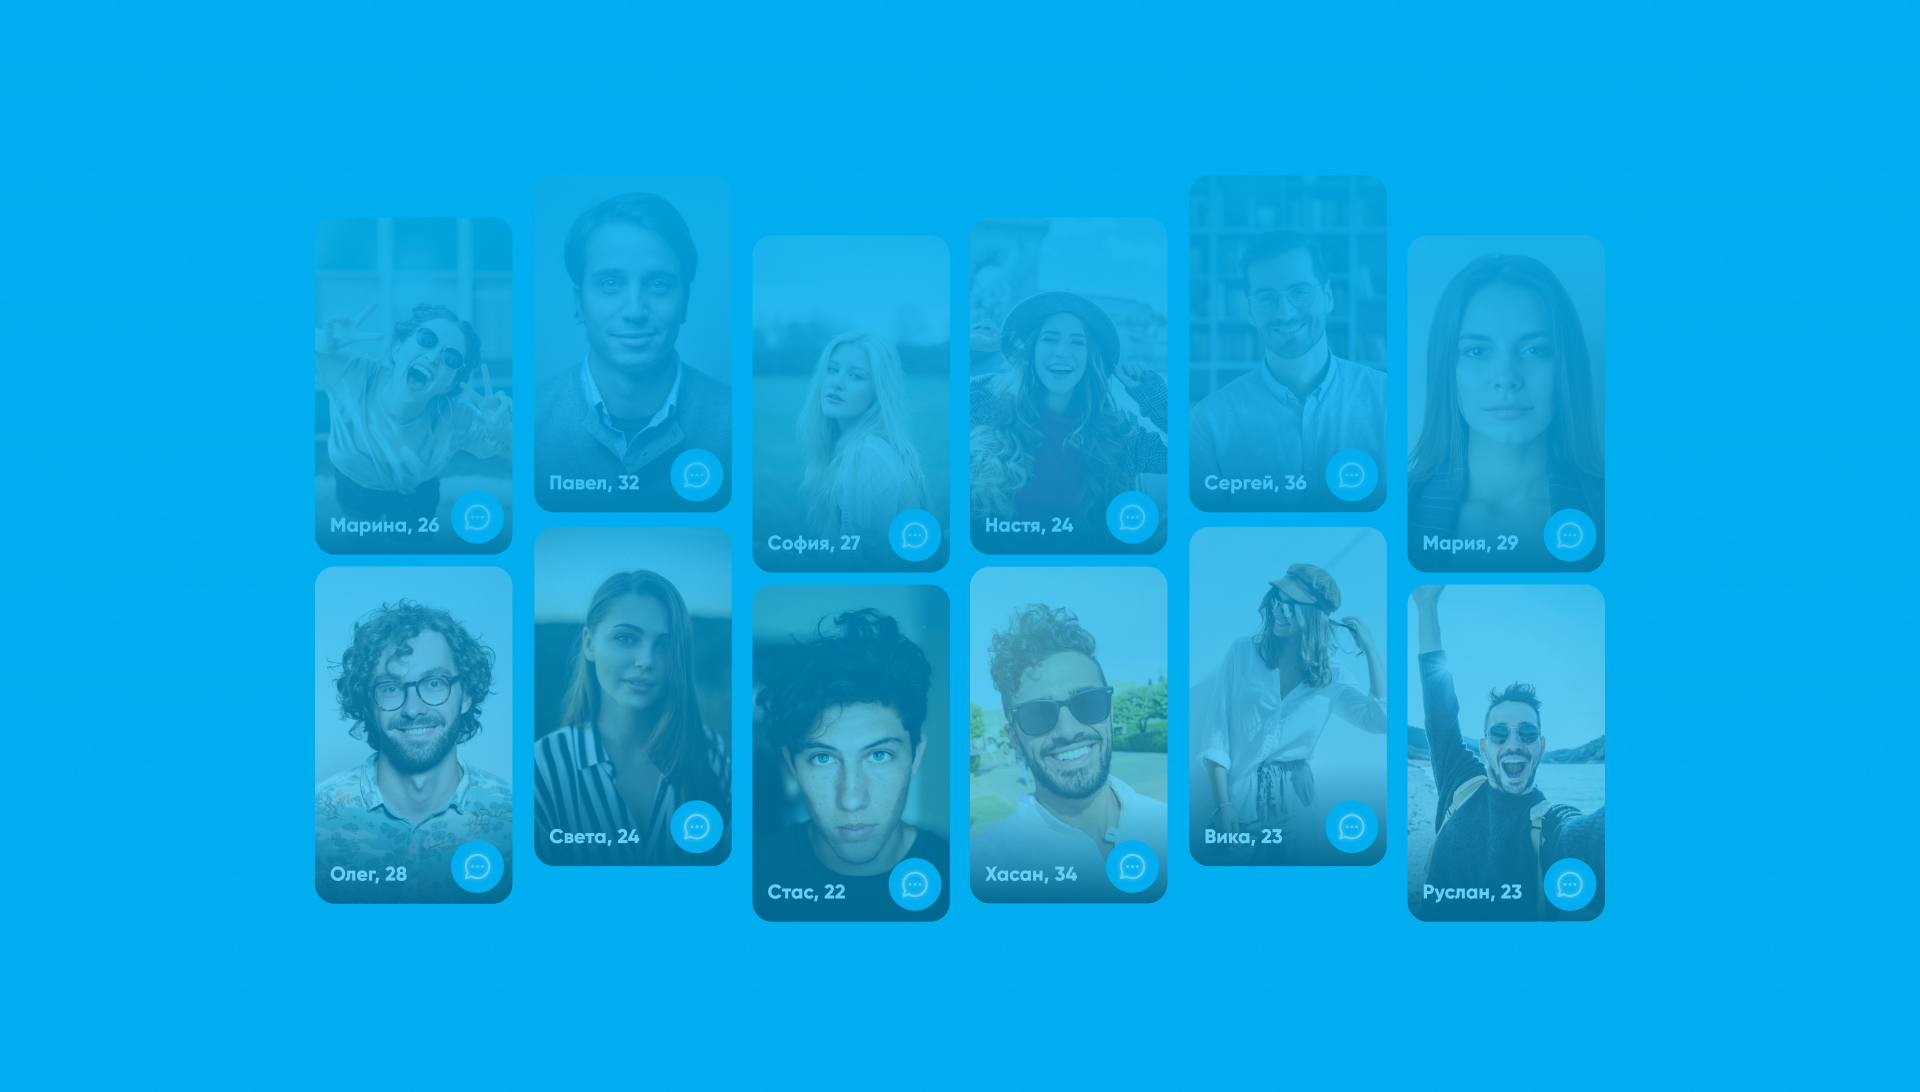 Марина, 26
Павел, 32
София, 27
Настя, 24
Сергей, 36
Мария, 29
Олег, 28
Света, 24
Стас, 22
Хасан, 34
Вика, 23
Руслан, 23